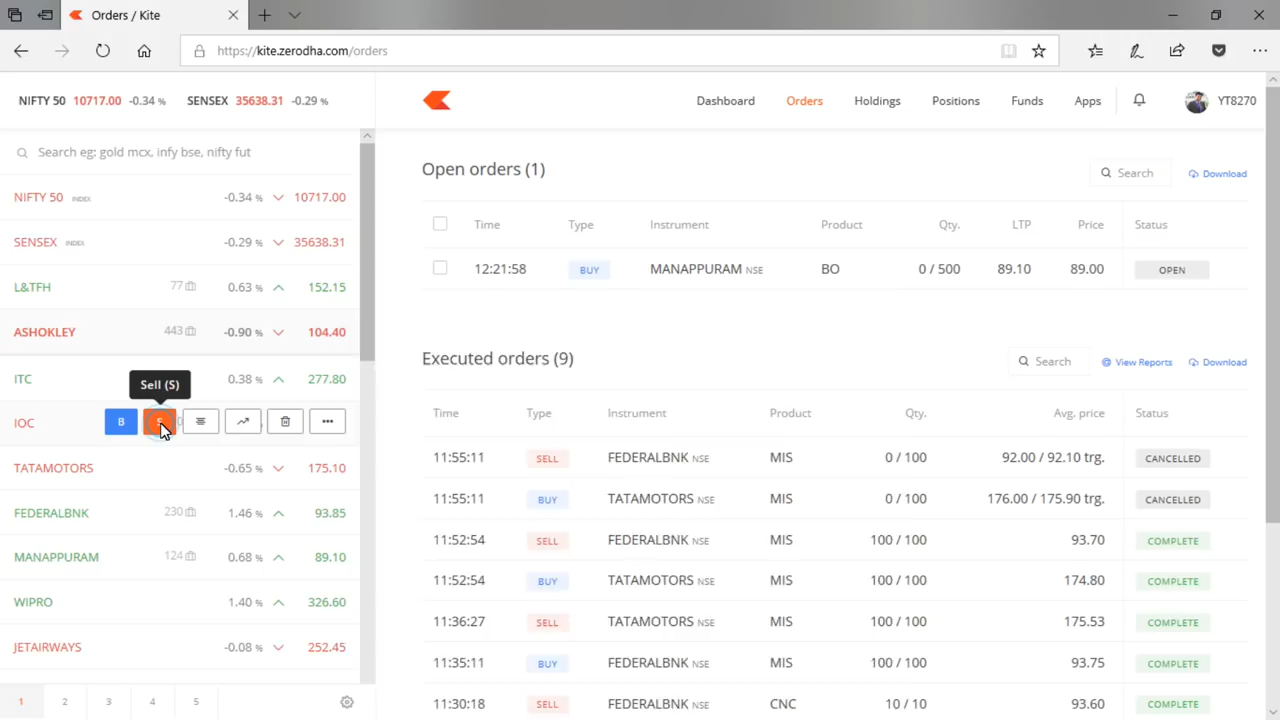 Orders / Kite
https://kite.zerodha.com/orders
NIFTY 50 10717.00 -0.34 % SENSEX 35638.31 -0.29 %
Dashboard Orders Holdings Positions Funds Apps YT8270
Search eg: gold mcx, infy bse, nifty fut
NIFTY 50 INDEX -0.34 % 10717.00
SENSEX INDEX -0.29 % 35638.31
L&TFH 77 0.63 % 152.15
ASHOKLEY 443 -0.90 % 104.40
ITC 0.38 % 277.80
Sell (S)
IOC B S
TATAMOTORS -0.65 % 175.10
FEDERALBNK 230 1.46 % 93.85
MANAPPURAM 124 0.68 % 89.10
WIPRO 1.40 % 326.60
JETAIRWAYS -0.08 % 252.45
1 2 3 4 5
Open orders (1) Search Download
Time Type Instrument Product Qty. LTP Price Status
12:21:58 BUY MANAPPURAM NSE BO 0 / 500 89.10 89.00 OPEN
Executed orders (9) Search View Reports Download
Time Type Instrument Product Qty. Avg. price Status
11:55:11 SELL FEDERALBNK NSE MIS 0 / 100 92.00 / 92.10 trg. CANCELLED
11:55:11 BUY TATAMOTORS NSE MIS 0 / 100 176.00 / 175.90 trg. CANCELLED
11:52:54 SELL FEDERALBNK NSE MIS 100 / 100 93.70 COMPLETE
11:52:54 BUY TATAMOTORS NSE MIS 100 / 100 174.80 COMPLETE
11:36:27 SELL TATAMOTORS NSE MIS 100 / 100 175.53 COMPLETE
11:35:11 BUY FEDERALBNK NSE MIS 100 / 100 93.75 COMPLETE
11:30:18 SELL FEDERALBNK NSE CNC 10 / 10 93.60 COMPLETE